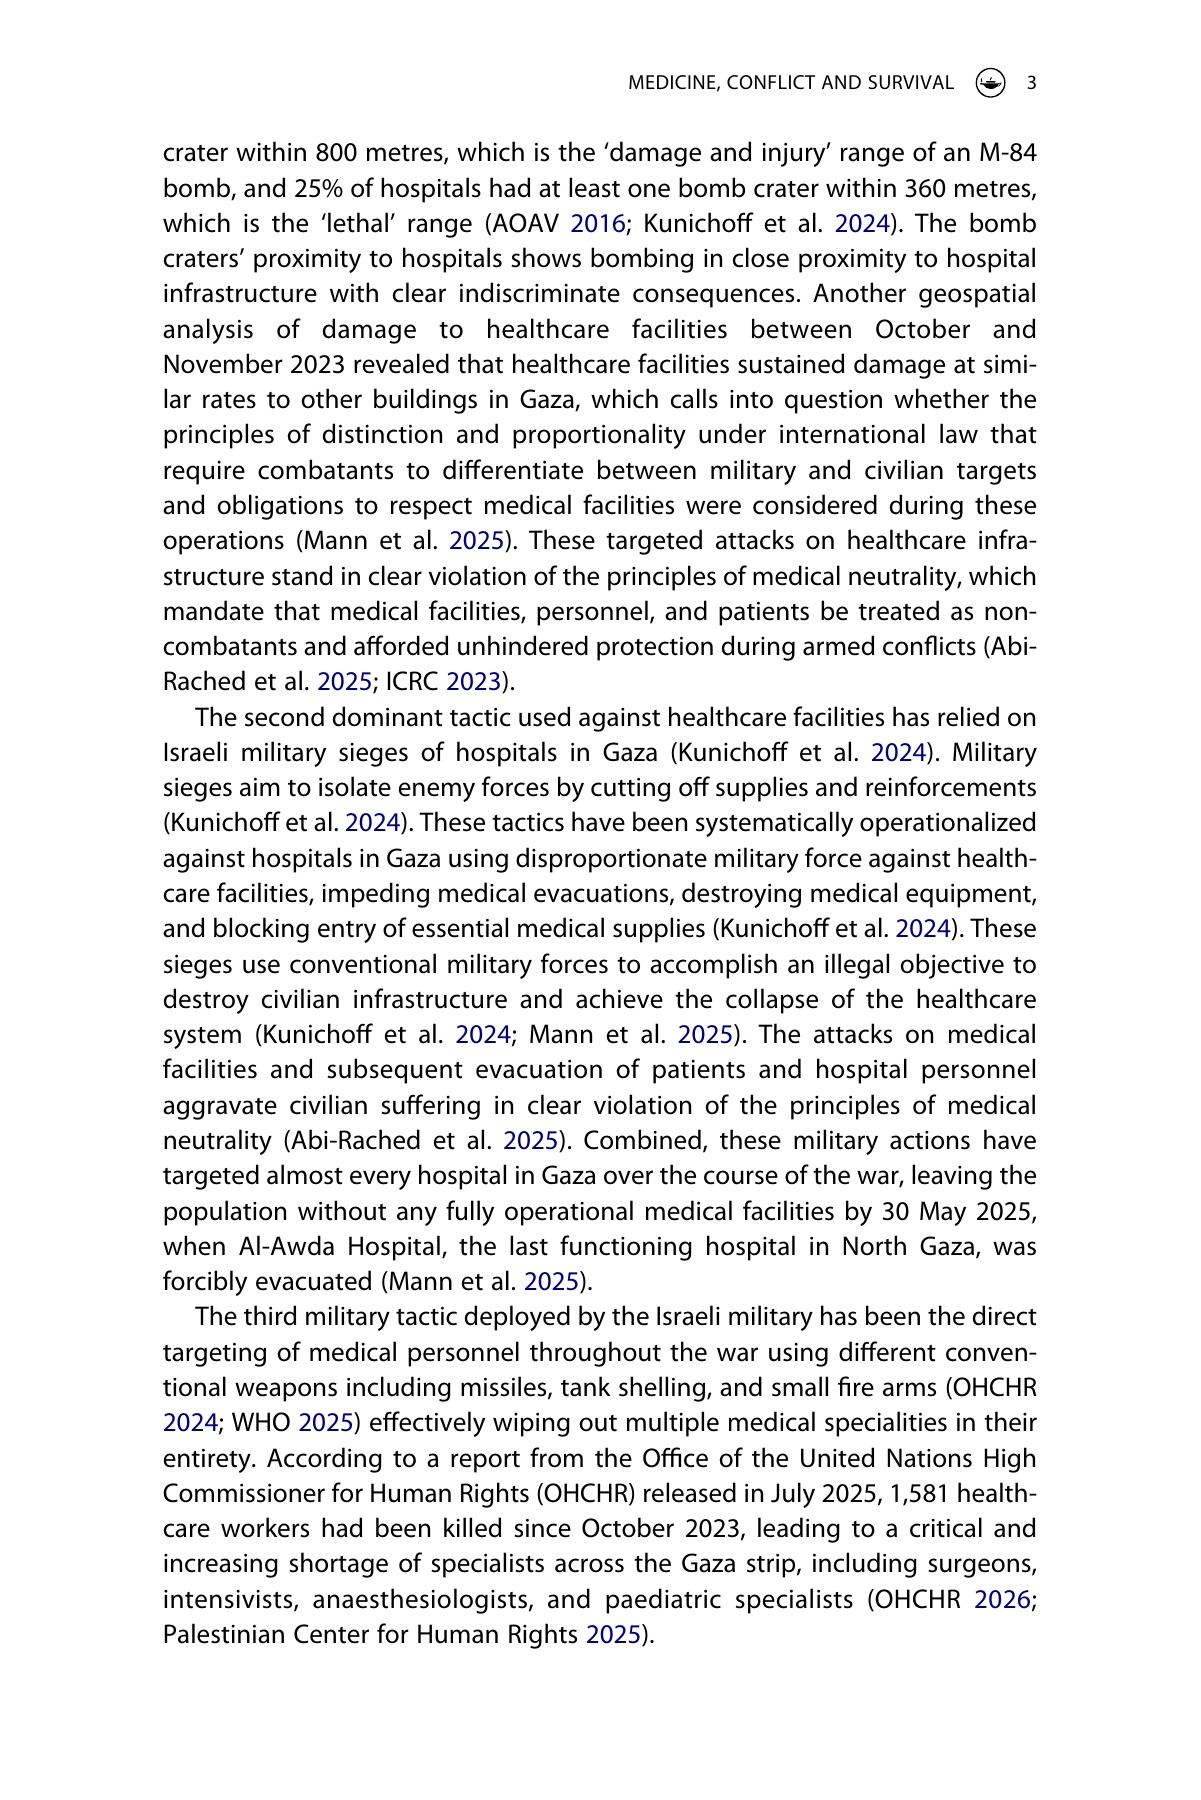 MEDICINE, CONFLICT AND SURVIVAL 3
crater within 800 metres, which is the ‘damage and injury’ range of an M-84
bomb, and 25% of hospitals had at least one bomb crater within 360 metres,
which is the ‘lethal’ range (AOAV 2016; Kunichoff et al. 2024). The bomb
craters’ proximity to hospitals shows bombing in close proximity to hospital
infrastructure with clear indiscriminate consequences. Another geospatial
analysis of damage to healthcare facilities between October and
November 2023 revealed that healthcare facilities sustained damage at simi-
lar rates to other buildings in Gaza, which calls into question whether the
principles of distinction and proportionality under international law that
require combatants to differentiate between military and civilian targets
and obligations to respect medical facilities were considered during these
operations (Mann et al. 2025). These targeted attacks on healthcare infra-
structure stand in clear violation of the principles of medical neutrality, which
mandate that medical facilities, personnel, and patients be treated as non-
combatants and afforded unhindered protection during armed conflicts (Abi-
Rached et al. 2025; ICRC 2023).
The second dominant tactic used against healthcare facilities has relied on
Israeli military sieges of hospitals in Gaza (Kunichoff et al. 2024). Military
sieges aim to isolate enemy forces by cutting off supplies and reinforcements
(Kunichoff et al. 2024). These tactics have been systematically operationalized
against hospitals in Gaza using disproportionate military force against health-
care facilities, impeding medical evacuations, destroying medical equipment,
and blocking entry of essential medical supplies (Kunichoff et al. 2024). These
sieges use conventional military forces to accomplish an illegal objective to
destroy civilian infrastructure and achieve the collapse of the healthcare
system (Kunichoff et al. 2024; Mann et al. 2025). The attacks on medical
facilities and subsequent evacuation of patients and hospital personnel
aggravate civilian suffering in clear violation of the principles of medical
neutrality (Abi-Rached et al. 2025). Combined, these military actions have
targeted almost every hospital in Gaza over the course of the war, leaving the
population without any fully operational medical facilities by 30 May 2025,
when Al-Awda Hospital, the last functioning hospital in North Gaza, was
forcibly evacuated (Mann et al. 2025).
The third military tactic deployed by the Israeli military has been the direct
targeting of medical personnel throughout the war using different conven-
tional weapons including missiles, tank shelling, and small fire arms (OHCHR
2024; WHO 2025) effectively wiping out multiple medical specialities in their
entirety. According to a report from the Office of the United Nations High
Commissioner for Human Rights (OHCHR) released in July 2025, 1,581 health-
care workers had been killed since October 2023, leading to a critical and
increasing shortage of specialists across the Gaza strip, including surgeons,
intensivists, anaesthesiologists, and paediatric specialists (OHCHR 2026;
Palestinian Center for Human Rights 2025).